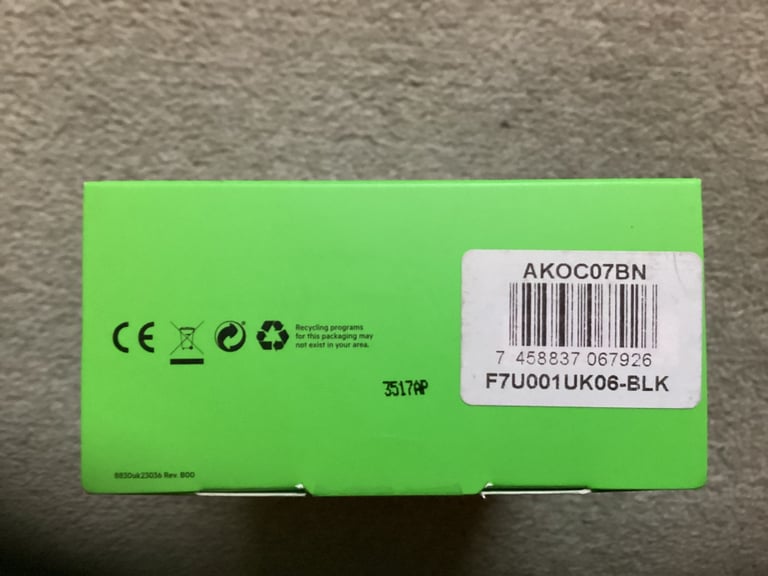 AKOC07BN
7 458837 067926
F7U001UK06-BLK
CE
Recycling programs
for this packaging may
not exist in your area.
3517AP
8830uk23036 Rev. B00